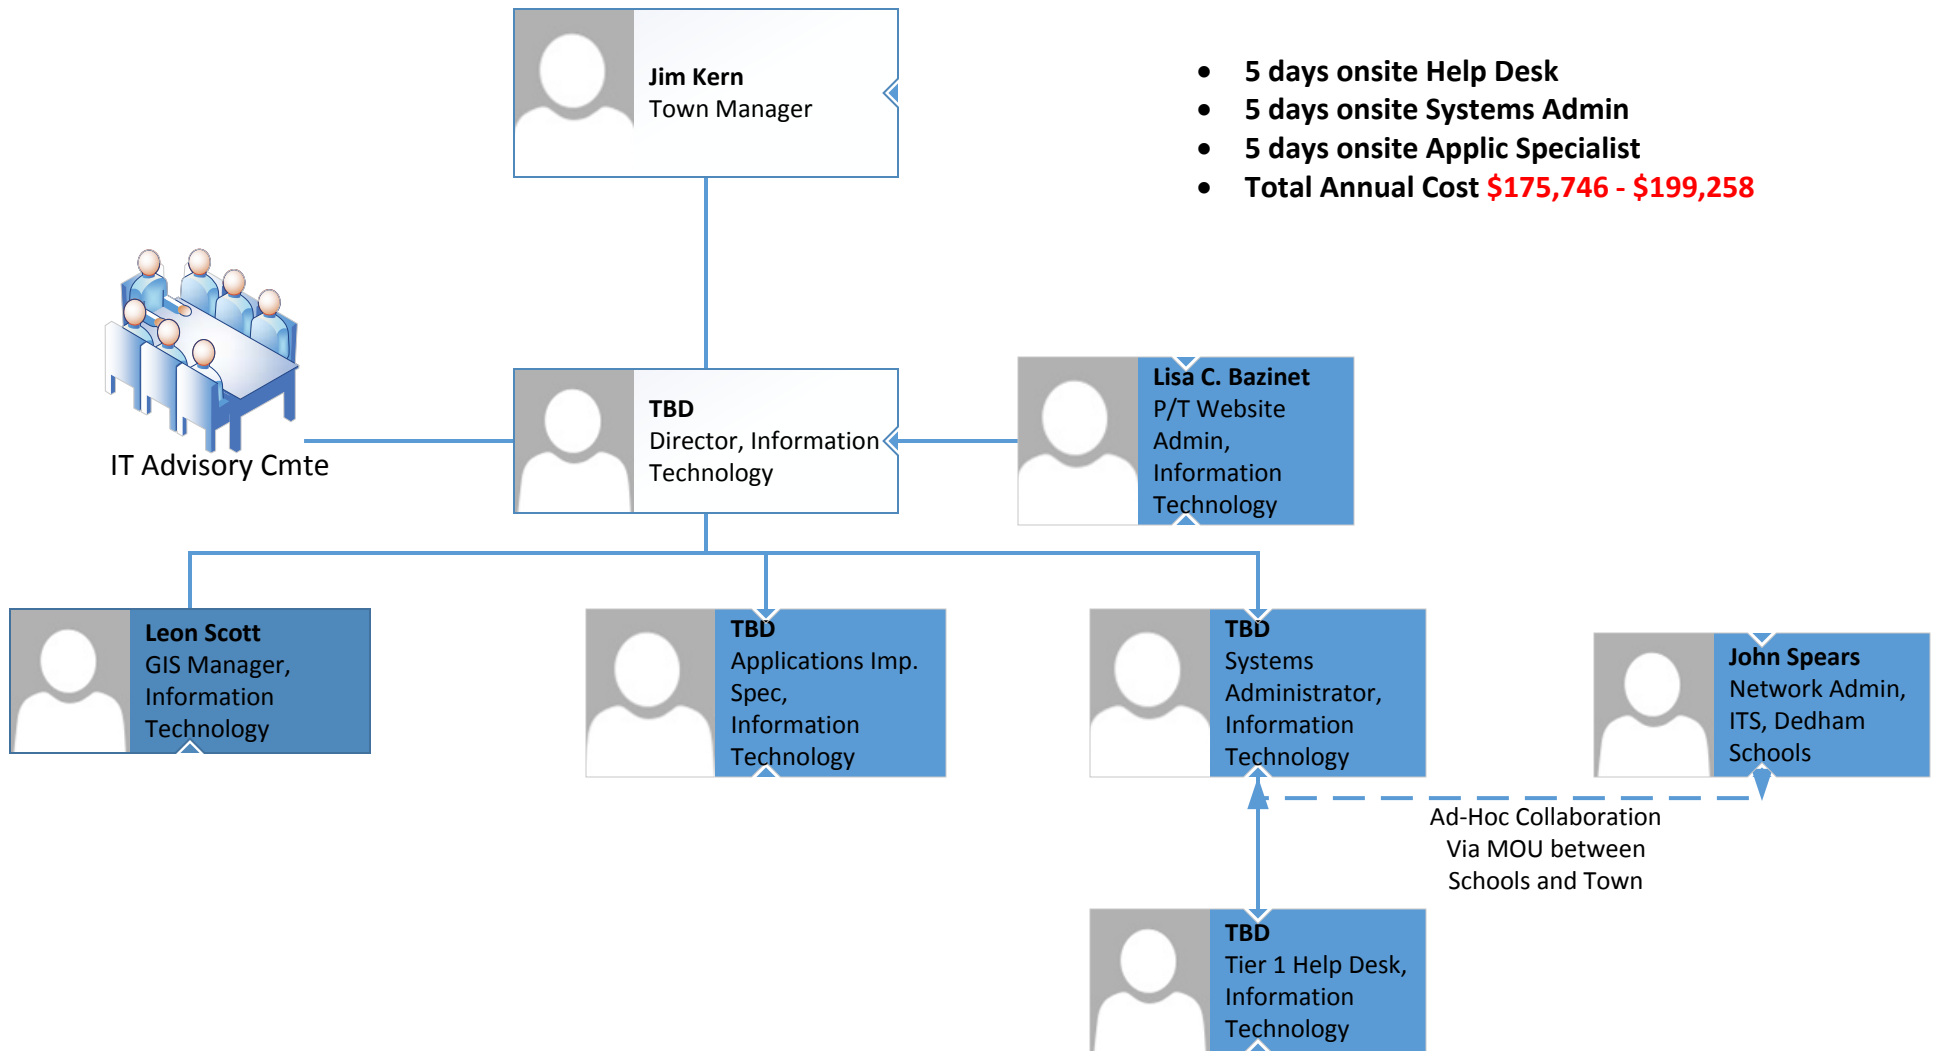 Jim Kern
Town Manager
• 5 days onsite Help Desk
• 5 days onsite Systems Admin
• 5 days onsite Applic Specialist
• Total Annual Cost $175,746 - $199,258
IT Advisory Cmte
TBD
Director, Information
Technology
Lisa C. Bazinet
P/T Website
Admin,
Information
Technology
Leon Scott
GIS Manager,
Information
Technology
TBD
Applications Imp.
Spec,
Information
Technology
TBD
Systems
Administrator,
Information
Technology
John Spears
Network Admin,
ITS, Dedham
Schools
Ad-Hoc Collaboration
Via MOU between
Schools and Town
TBD
Tier 1 Help Desk,
Information
Technology